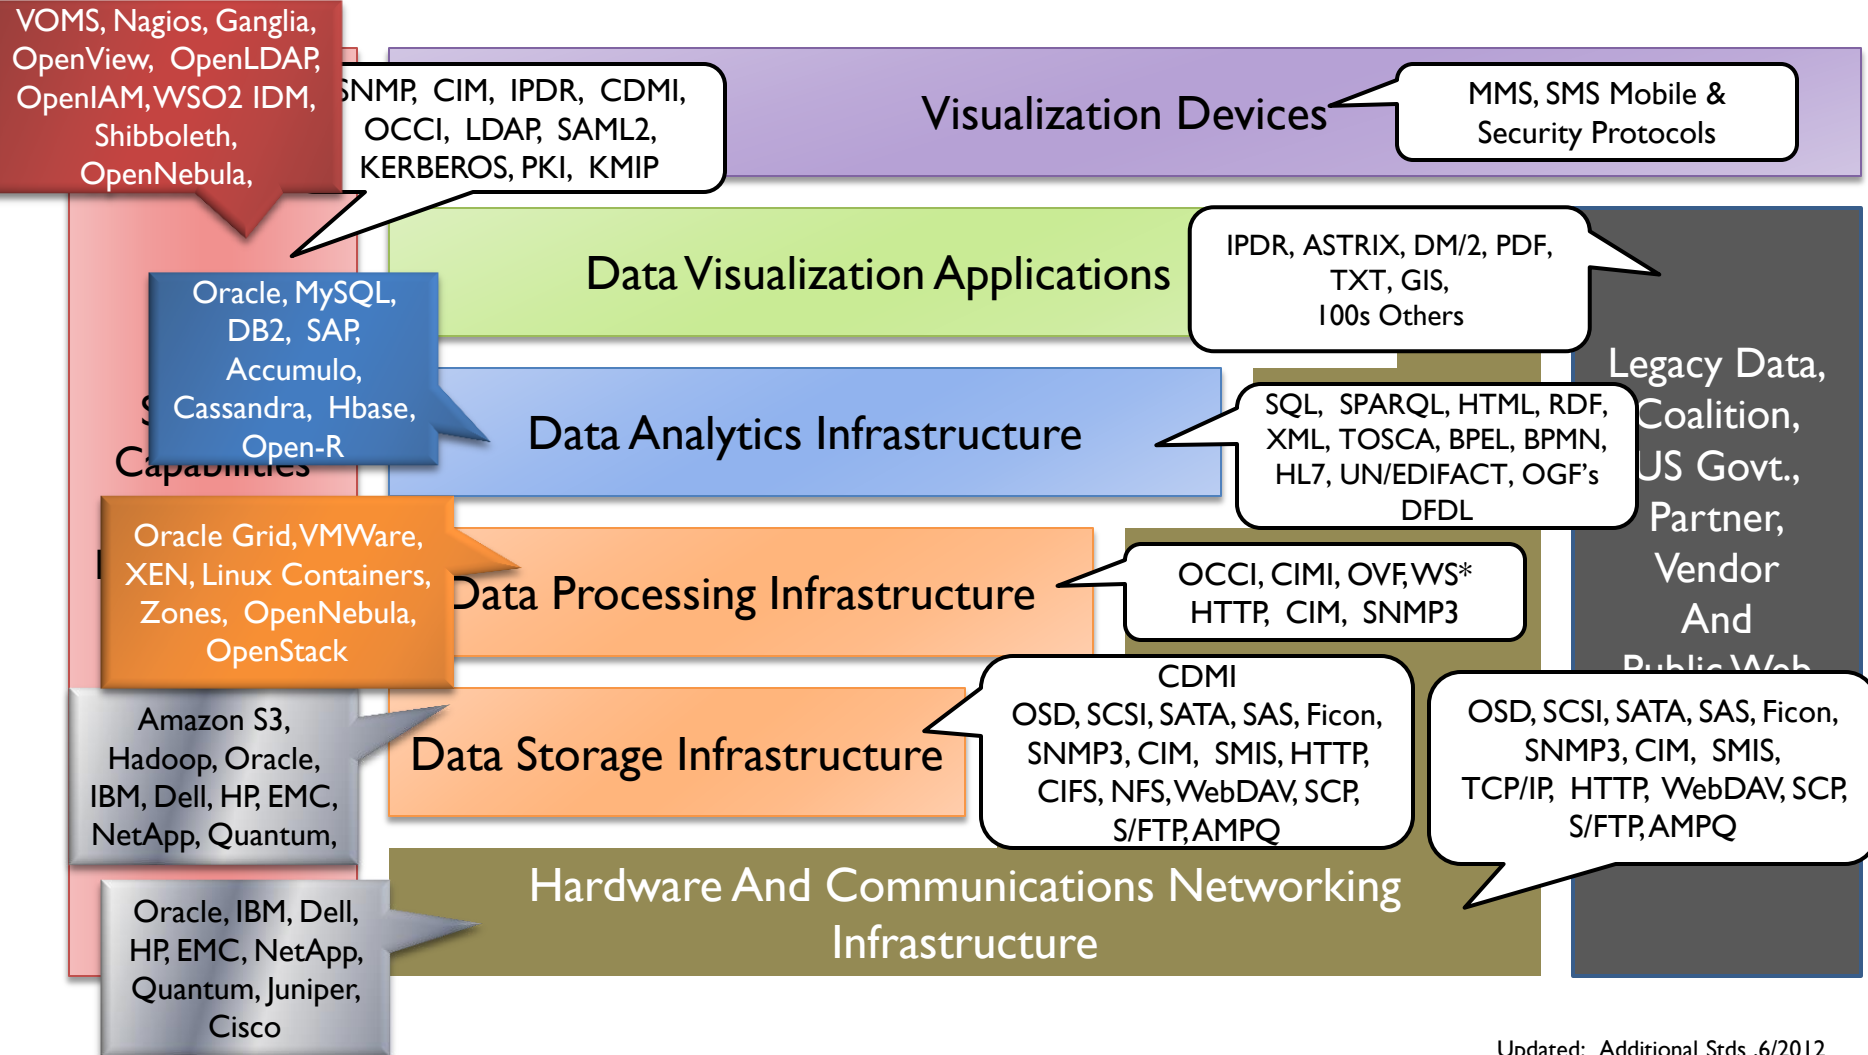 VOMS, Nagios, Ganglia,
OpenView, OpenLDAP,
OpenIAM, WSO2 IDM,
Shibboleth,
OpenNebula,
SNMP, CIM, IPDR, CDMI,
OCCI, LDAP, SAML2,
KERBEROS, PKI, KMIP
Visualization Devices
MMS, SMS Mobile &
Security Protocols
Data Visualization Applications
IPDR, ASTRIX, DM/2, PDF,
TXT, GIS,
100s Others
Oracle, MySQL,
DB2, SAP,
Accumulo,
Cassandra, Hbase,
Open-R
Capabilities
Data Analytics Infrastructure
SQL, SPARQL, HTML, RDF,
XML, TOSCA, BPEL, BPMN,
HL7, UN/EDIFACT, OGF's
DFDL
Legacy Data,
Coalition,
US Govt.,
Partner,
Vendor
And
Public Web
Oracle Grid, VMWare,
XEN, Linux Containers,
Zones, OpenNebula,
OpenStack
Data Processing Infrastructure
OCCI, CIMI, OVF, WS*
HTTP, CIM, SNMP3
Amazon S3,
Hadoop, Oracle,
IBM, Dell, HP, EMC,
NetApp, Quantum,
Data Storage Infrastructure
CDMI
OSD, SCSI, SATA, SAS, Ficon,
SNMP3, CIM, SMIS, HTTP,
CIFS, NFS, WebDAV, SCP,
S/FTP, AMPQ
OSD, SCSI, SATA, SAS, Ficon,
SNMP3, CIM, SMIS,
TCP/IP, HTTP, WebDAV, SCP,
S/FTP, AMPQ
Oracle, IBM, Dell,
HP, EMC, NetApp,
Quantum, Juniper,
Cisco
Hardware And Communications Networking
Infrastructure
Updated: Additional Stds .6/2012